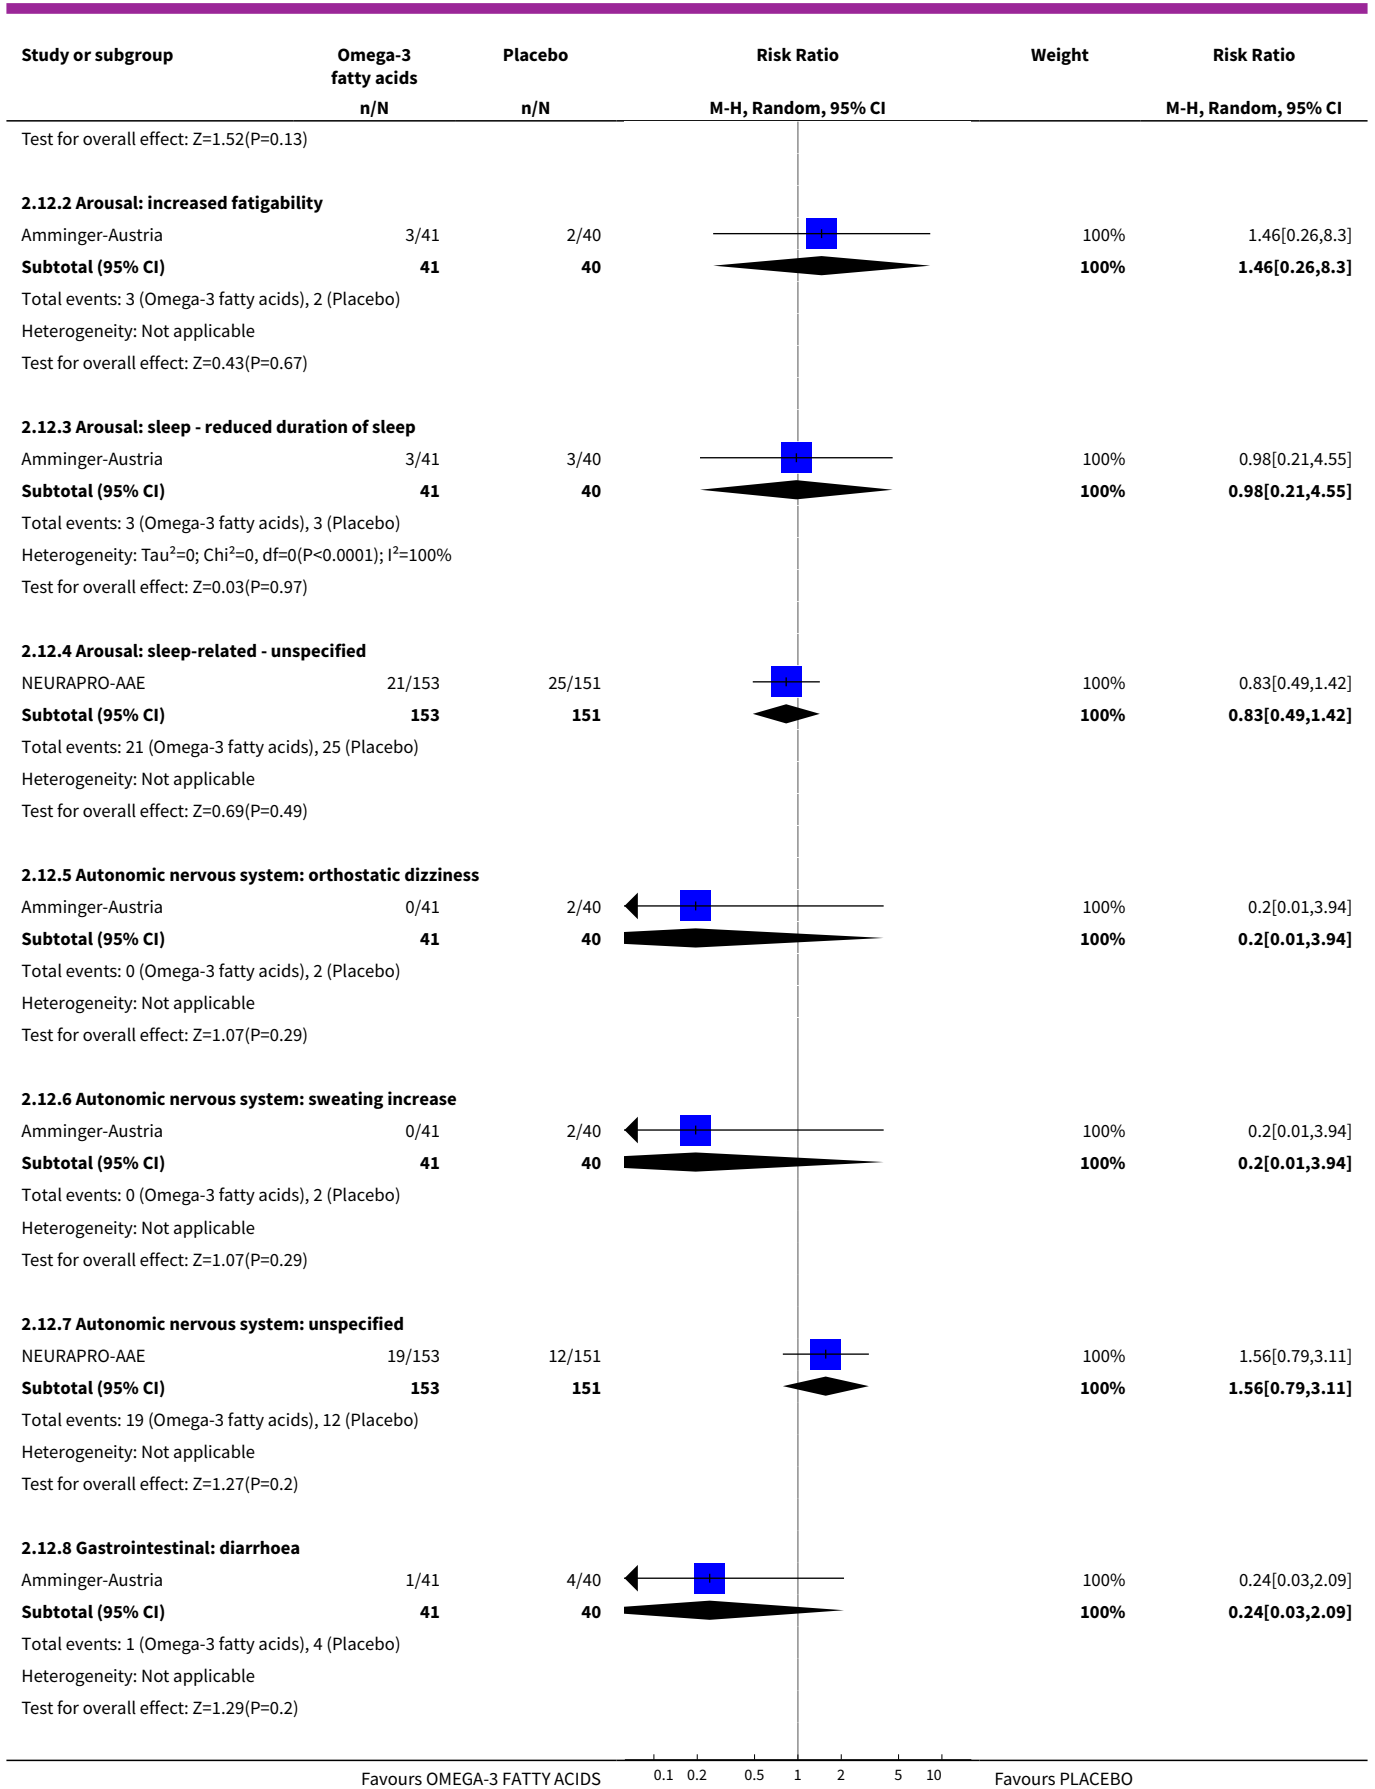 Study or subgroup Omega-3 fatty acids Placebo Risk Ratio Weight Risk Ratio
n/N n/N M-H, Random, 95% CI M-H, Random, 95% CI
Test for overall effect: Z=1.52(P=0.13)
2.12.2 Arousal: increased fatigability
Amminger-Austria 3/41 2/40 100% 1.46[0.26,8.3]
Subtotal (95% CI) 41 40 100% 1.46[0.26,8.3]
Total events: 3 (Omega-3 fatty acids), 2 (Placebo)
Heterogeneity: Not applicable
Test for overall effect: Z=0.43(P=0.67)
2.12.3 Arousal: sleep - reduced duration of sleep
Amminger-Austria 3/41 3/40 100% 0.98[0.21,4.55]
Subtotal (95% CI) 41 40 100% 0.98[0.21,4.55]
Total events: 3 (Omega-3 fatty acids), 3 (Placebo)
Heterogeneity: Tau²=0; Chi²=0, df=0(P<0.0001); I²=100%
Test for overall effect: Z=0.03(P=0.97)
2.12.4 Arousal: sleep-related - unspecified
NEURAPRO-AAE 21/153 25/151 100% 0.83[0.49,1.42]
Subtotal (95% CI) 153 151 100% 0.83[0.49,1.42]
Total events: 21 (Omega-3 fatty acids), 25 (Placebo)
Heterogeneity: Not applicable
Test for overall effect: Z=0.69(P=0.49)
2.12.5 Autonomic nervous system: orthostatic dizziness
Amminger-Austria 0/41 2/40 100% 0.2[0.01,3.94]
Subtotal (95% CI) 41 40 100% 0.2[0.01,3.94]
Total events: 0 (Omega-3 fatty acids), 2 (Placebo)
Heterogeneity: Not applicable
Test for overall effect: Z=1.07(P=0.29)
2.12.6 Autonomic nervous system: sweating increase
Amminger-Austria 0/41 2/40 100% 0.2[0.01,3.94]
Subtotal (95% CI) 41 40 100% 0.2[0.01,3.94]
Total events: 0 (Omega-3 fatty acids), 2 (Placebo)
Heterogeneity: Not applicable
Test for overall effect: Z=1.07(P=0.29)
2.12.7 Autonomic nervous system: unspecified
NEURAPRO-AAE 19/153 12/151 100% 1.56[0.79,3.11]
Subtotal (95% CI) 153 151 100% 1.56[0.79,3.11]
Total events: 19 (Omega-3 fatty acids), 12 (Placebo)
Heterogeneity: Not applicable
Test for overall effect: Z=1.27(P=0.2)
2.12.8 Gastrointestinal: diarrhoea
Amminger-Austria 1/41 4/40 100% 0.24[0.03,2.09]
Subtotal (95% CI) 41 40 100% 0.24[0.03,2.09]
Total events: 1 (Omega-3 fatty acids), 4 (Placebo)
Heterogeneity: Not applicable
Test for overall effect: Z=1.29(P=0.2)
Favours OMEGA-3 FATTY ACIDS 0.1 0.2 0.5 1 2 5 10 Favours PLACEBO